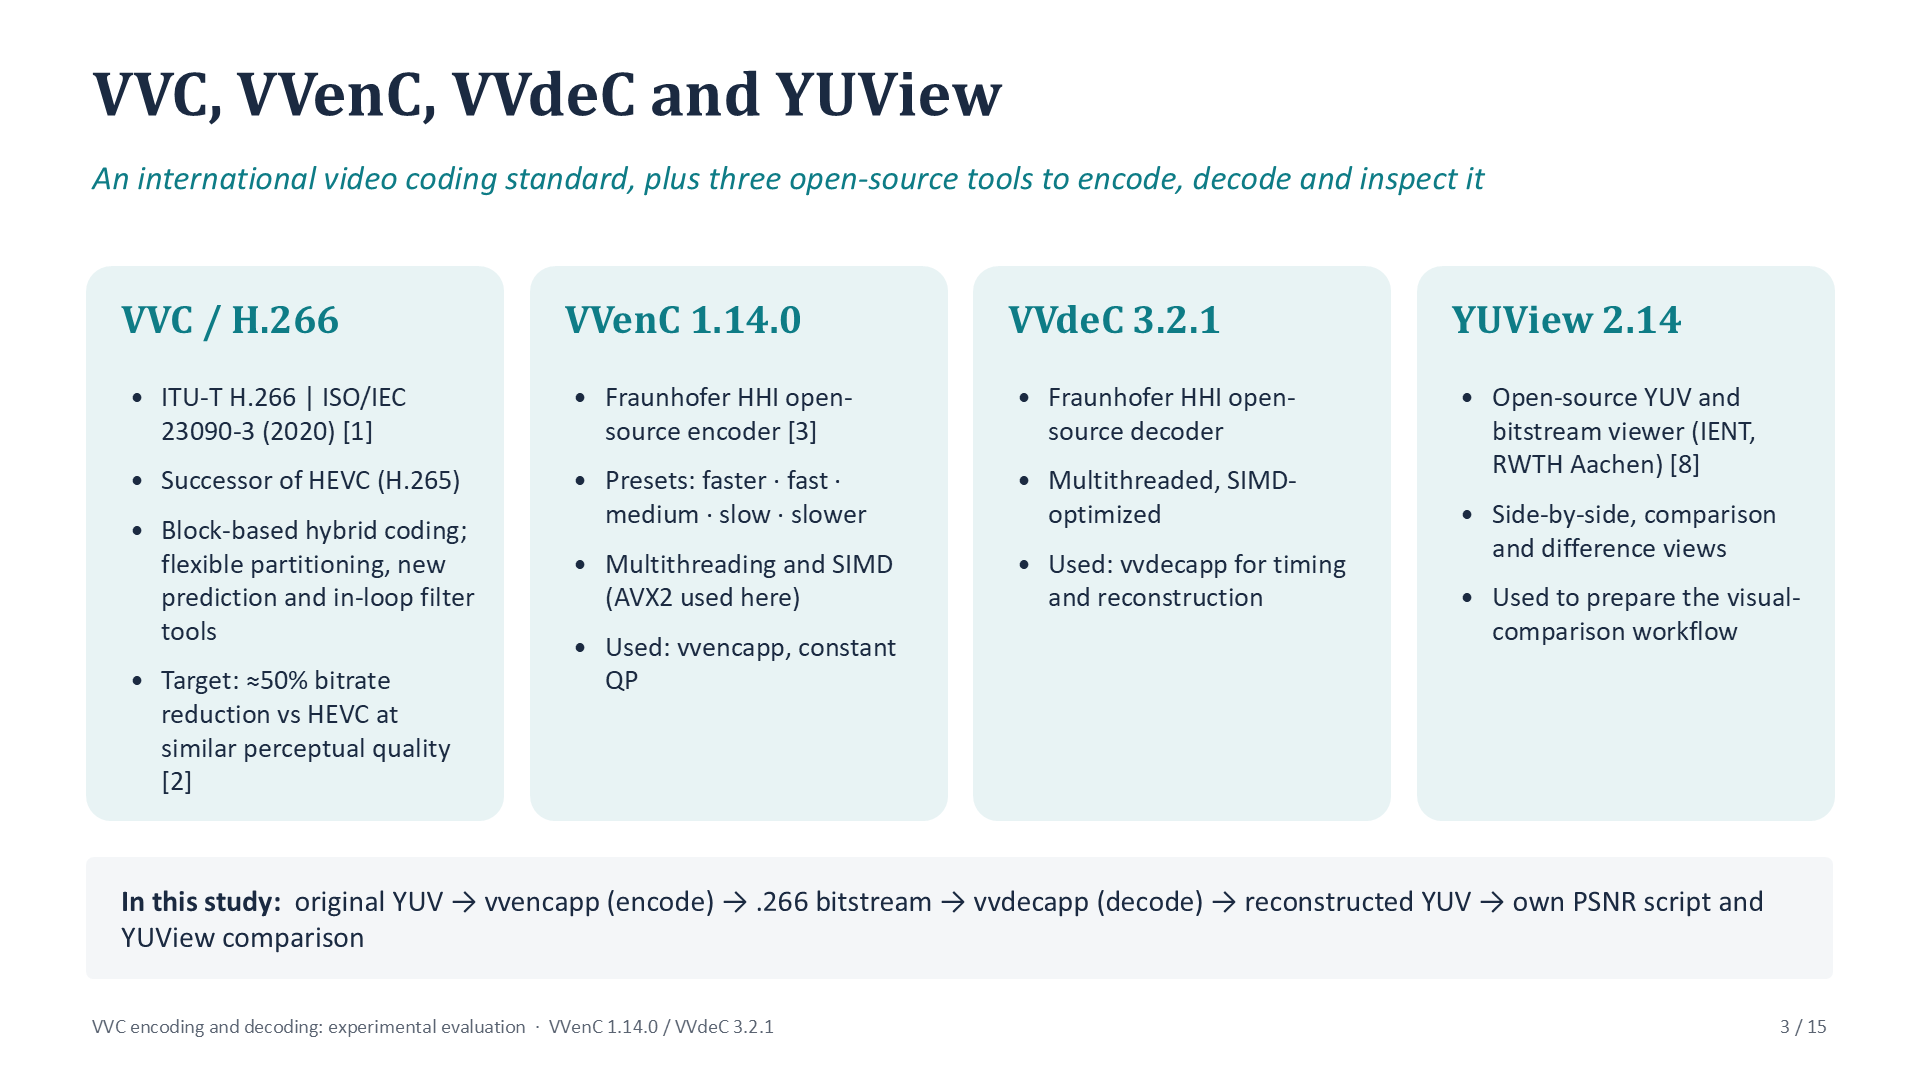 VVC, VVenC, VVdeC and YUView
An international video coding standard, plus three open-source tools to encode, decode and inspect it
VVC / H.266
• ITU-T H.266 | ISO/IEC
23090-3 (2020) [1]
• Successor of HEVC (H.265)
• Block-based hybrid coding;
flexible partitioning, new
prediction and in-loop filter
tools
• Target: ≈50% bitrate
reduction vs HEVC at
similar perceptual quality
[2]
VVenC 1.14.0
• Fraunhofer HHI open-
source encoder [3]
• Presets: faster · fast ·
medium · slow · slower
• Multithreading and SIMD
(AVX2 used here)
• Used: vvencapp, constant
QP
VVdeC 3.2.1
• Fraunhofer HHI open-
source decoder
• Multithreaded, SIMD-
optimized
• Used: vvdecapp for timing
and reconstruction
YUView 2.14
• Open-source YUV and
bitstream viewer (IENT,
RWTH Aachen) [8]
• Side-by-side, comparison
and difference views
• Used to prepare the visual-
comparison workflow
In this study: original YUV → vvencapp (encode) → .266 bitstream → vvdecapp (decode) → reconstructed YUV → own PSNR script and
YUView comparison
VVC encoding and decoding: experimental evaluation · VVenC 1.14.0 / VVdeC 3.2.1
3 / 15